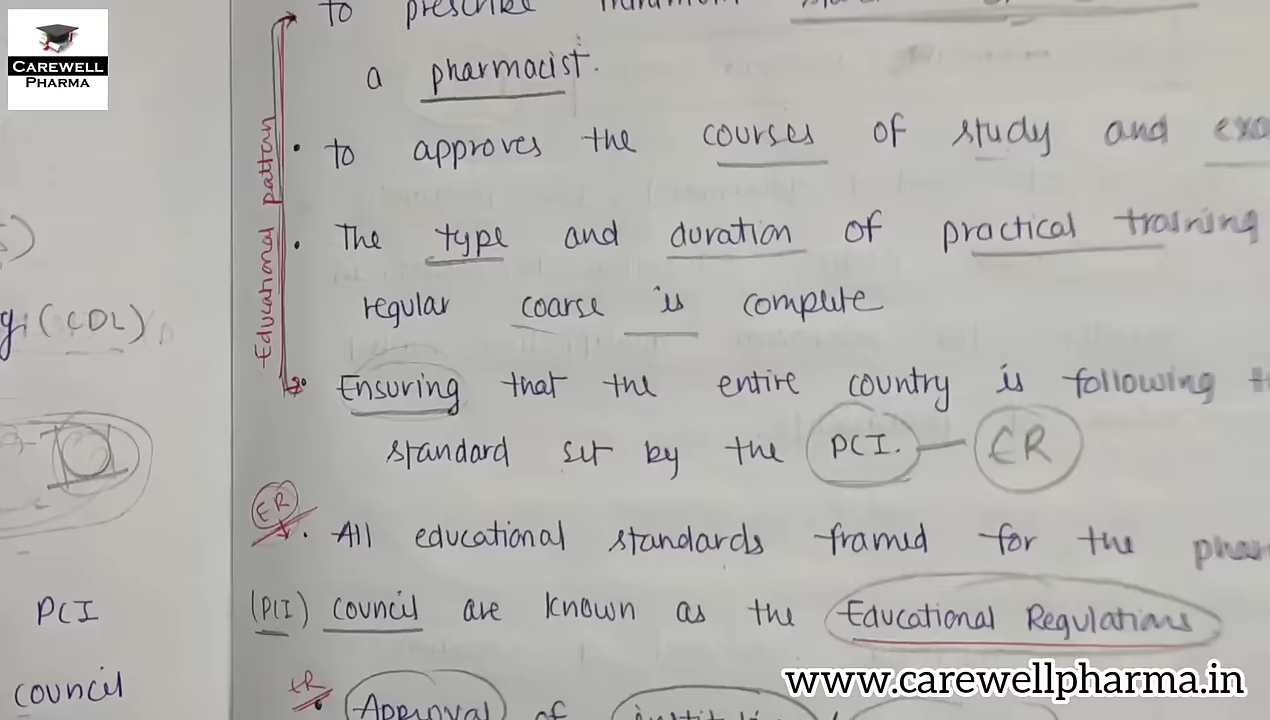 CAREWELL
PHARMA
to prescribe
a pharmacist.
• to approves the courses of study and
• The type and duration of practical training
regular coarse is compute
• Ensuring that the entire country is following
standard set by the PCI. — ER
Educational pattan
ER
• All educational standards framed for the
(PCI) council are known as the Educational Regulations
ER
Approval of
(CDL)
PCI
council
www.carewellpharma.in